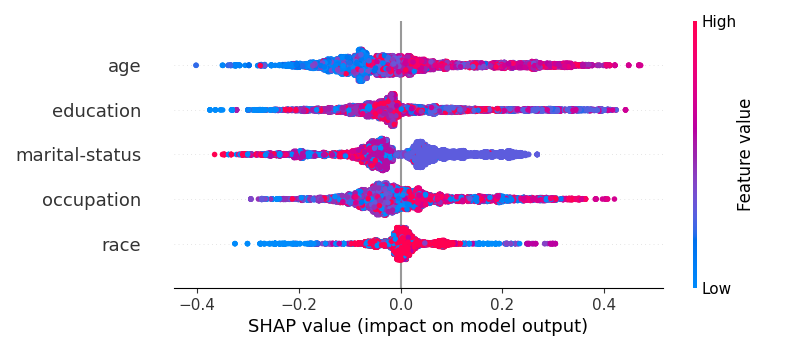 High
age
education
marital-status
occupation
race
Feature value
Low
−0.4 −0.2 0.0 0.2 0.4
SHAP value (impact on model output)